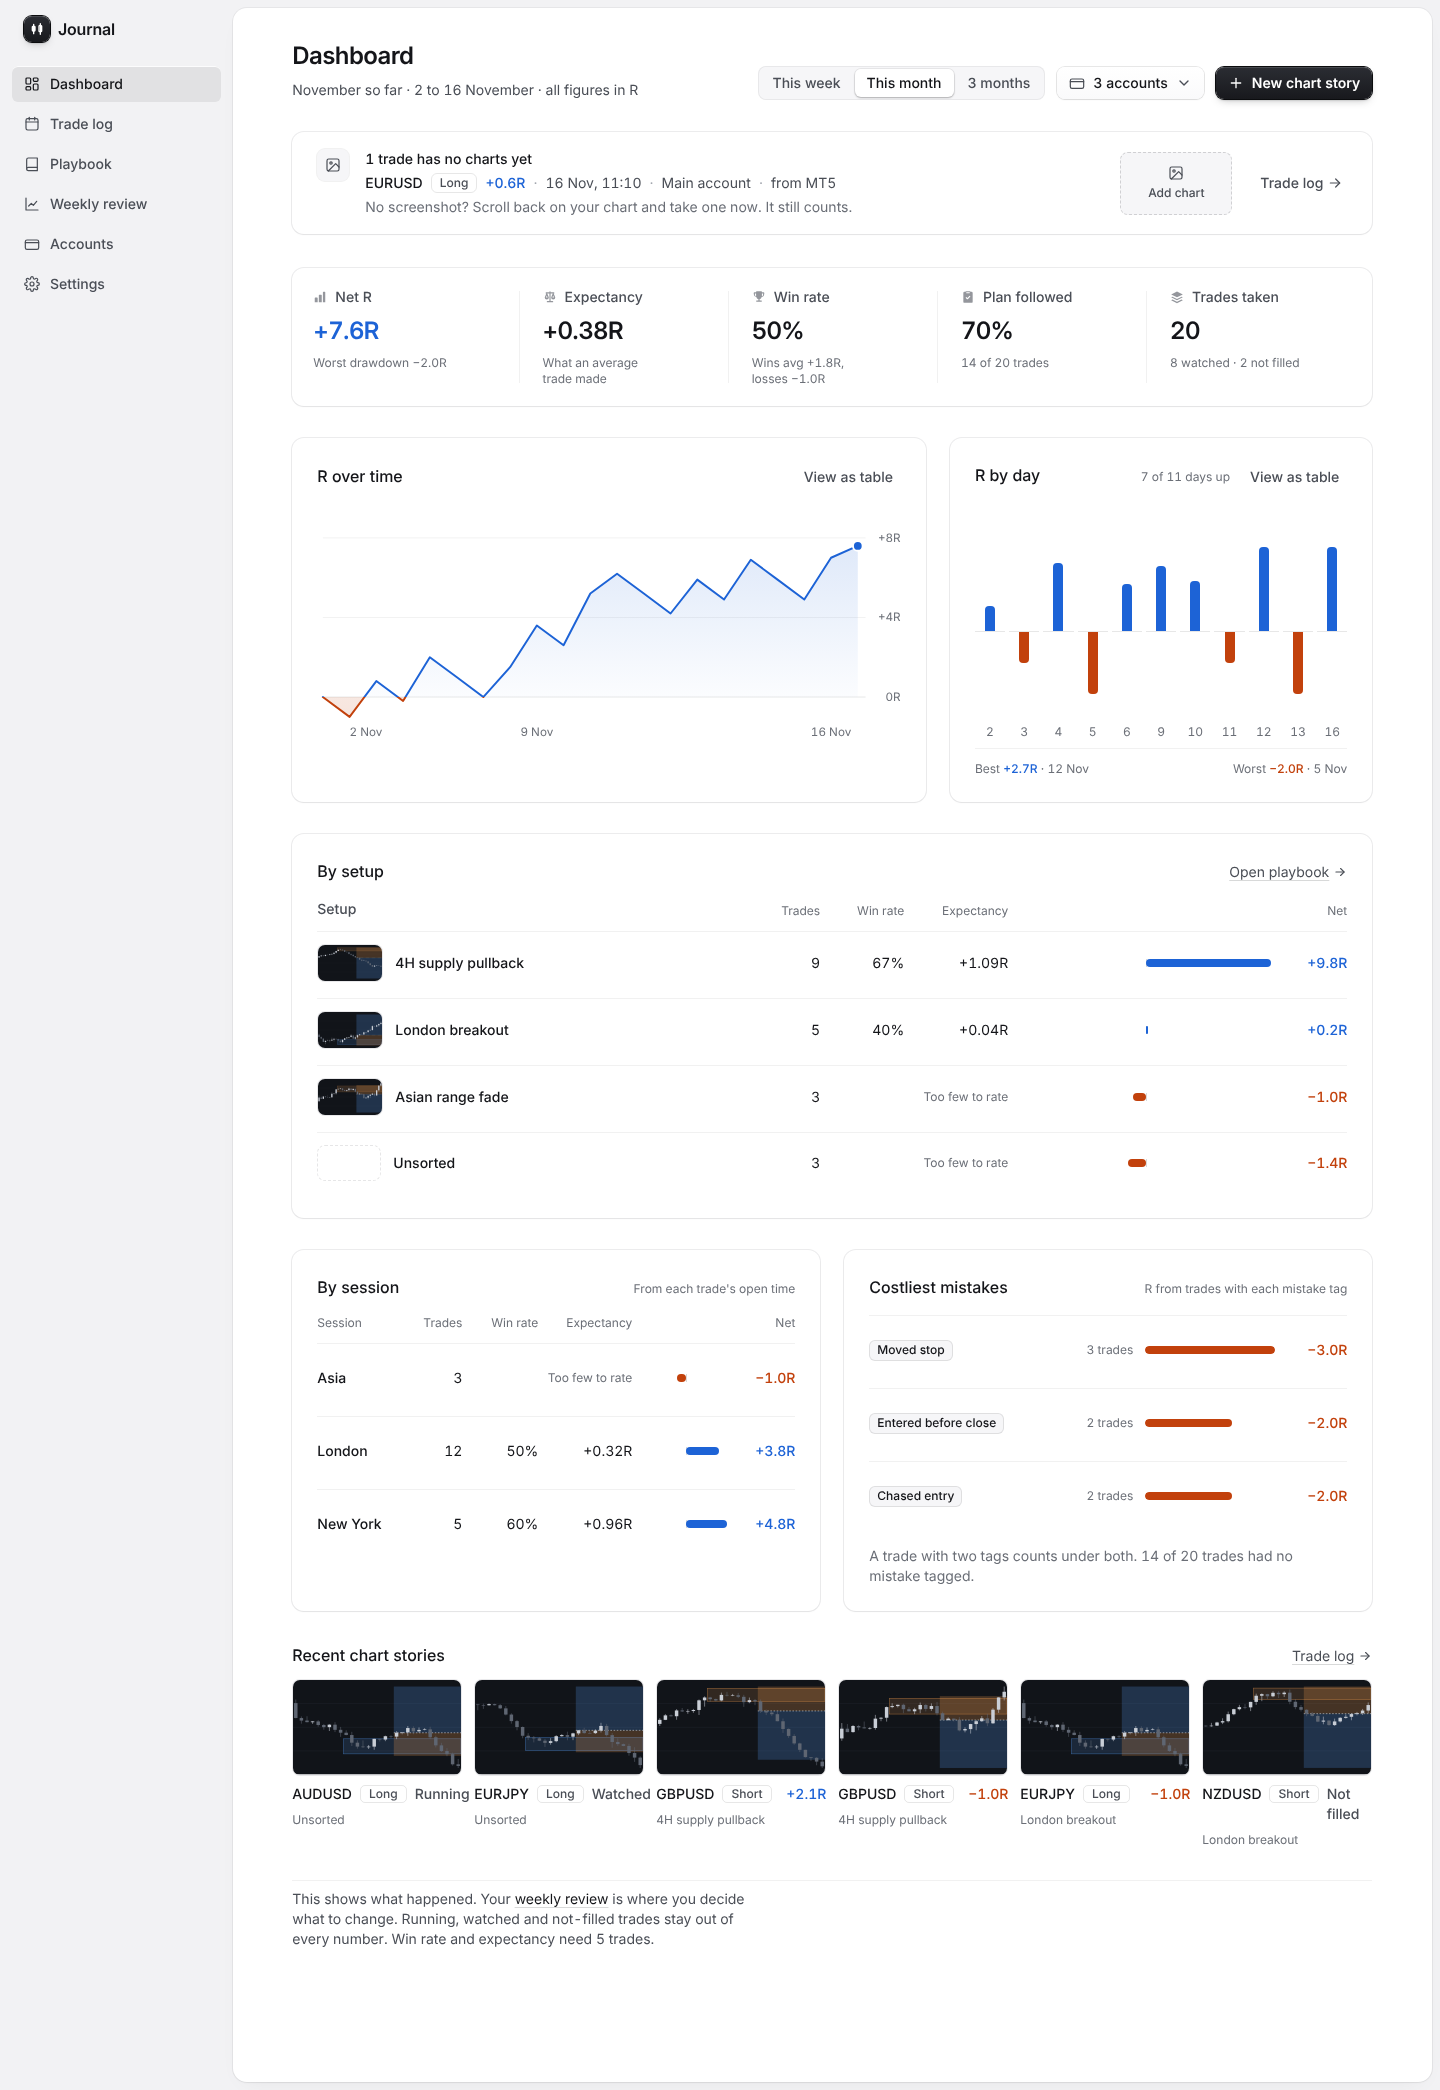 Journal
Dashboard
Trade log
Playbook
Weekly review
Accounts
Settings
Dashboard
November so far · 2 to 16 November · all figures in R
This week
This month
3 months
3 accounts
New chart story
1 trade has no charts yet
EURUSD Long +0.6R · 16 Nov, 11:10 · Main account · from MT5
No screenshot? Scroll back on your chart and take one now. It still counts.
Add chart
Trade log →
Net R
+7.6R
Worst drawdown −2.0R
Expectancy
+0.38R
What an average
trade made
Win rate
50%
Wins avg +1.8R,
losses −1.0R
Plan followed
70%
14 of 20 trades
Trades taken
20
8 watched · 2 not filled
R over time
View as table
+8R
+4R
0R
2 Nov 9 Nov 16 Nov
R by day
7 of 11 days up
View as table
2 3 4 5 6 9 10 11 12 13 16
Best +2.7R · 12 Nov
Worst −2.0R · 5 Nov
By setup
Open playbook →
Setup Trades Win rate Expectancy Net
4H supply pullback 9 67% +1.09R +9.8R
London breakout 5 40% +0.04R +0.2R
Asian range fade 3 Too few to rate −1.0R
Unsorted 3 Too few to rate −1.4R
By session
From each trade's open time
Session Trades Win rate Expectancy Net
Asia 3 Too few to rate −1.0R
London 12 50% +0.32R +3.8R
New York 5 60% +0.96R +4.8R
Costliest mistakes
R from trades with each mistake tag
Moved stop 3 trades −3.0R
Entered before close 2 trades −2.0R
Chased entry 2 trades −2.0R
A trade with two tags counts under both. 14 of 20 trades had no
mistake tagged.
Recent chart stories
Trade log →
AUDUSD Long Running
Unsorted
EURJPY Long Watched
Unsorted
GBPUSD Short +2.1R
4H supply pullback
GBPUSD Short −1.0R
4H supply pullback
EURJPY Long −1.0R
London breakout
NZDUSD Short Not
filled
London breakout
This shows what happened. Your weekly review is where you decide
what to change. Running, watched and not-filled trades stay out of
every number. Win rate and expectancy need 5 trades.